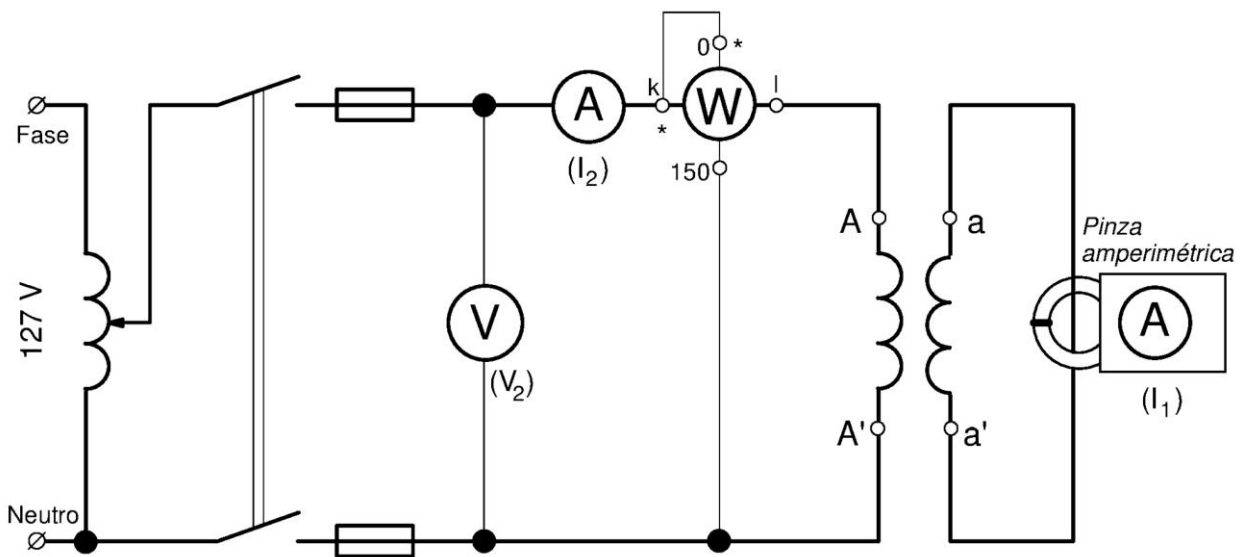 Fase
127 V
Neutro
V
(V₂)
A
(I₂)
k
*
0 *
W
l
150
A
A'
a
a'
Pinza
amperimétrica
A
(I₁)